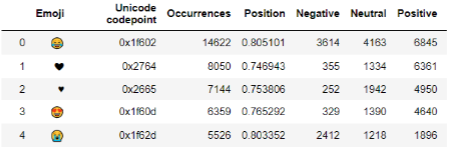 Emoji Unicode codepoint Occurrences Position Negative Neutral Positive
0 😂 0x1f602 14622 0.805101 3614 4163 6845
1 ❤ 0x2764 8050 0.746943 355 1334 6361
2 ♥ 0x2665 7144 0.753806 252 1942 4950
3 😍 0x1f60d 6359 0.765292 329 1390 4640
4 😭 0x1f62d 5526 0.803352 2412 1218 1896